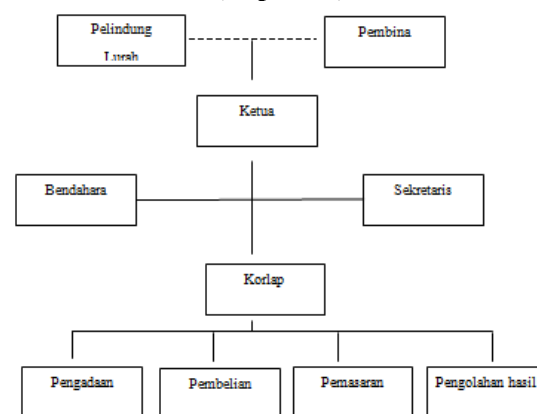 Pelindung
Lurah
Pembina
Ketua
Bendahara
Sekretaris
Korlap
Pengadaan
Pembelian
Pemasaran
Pengolahan hasil